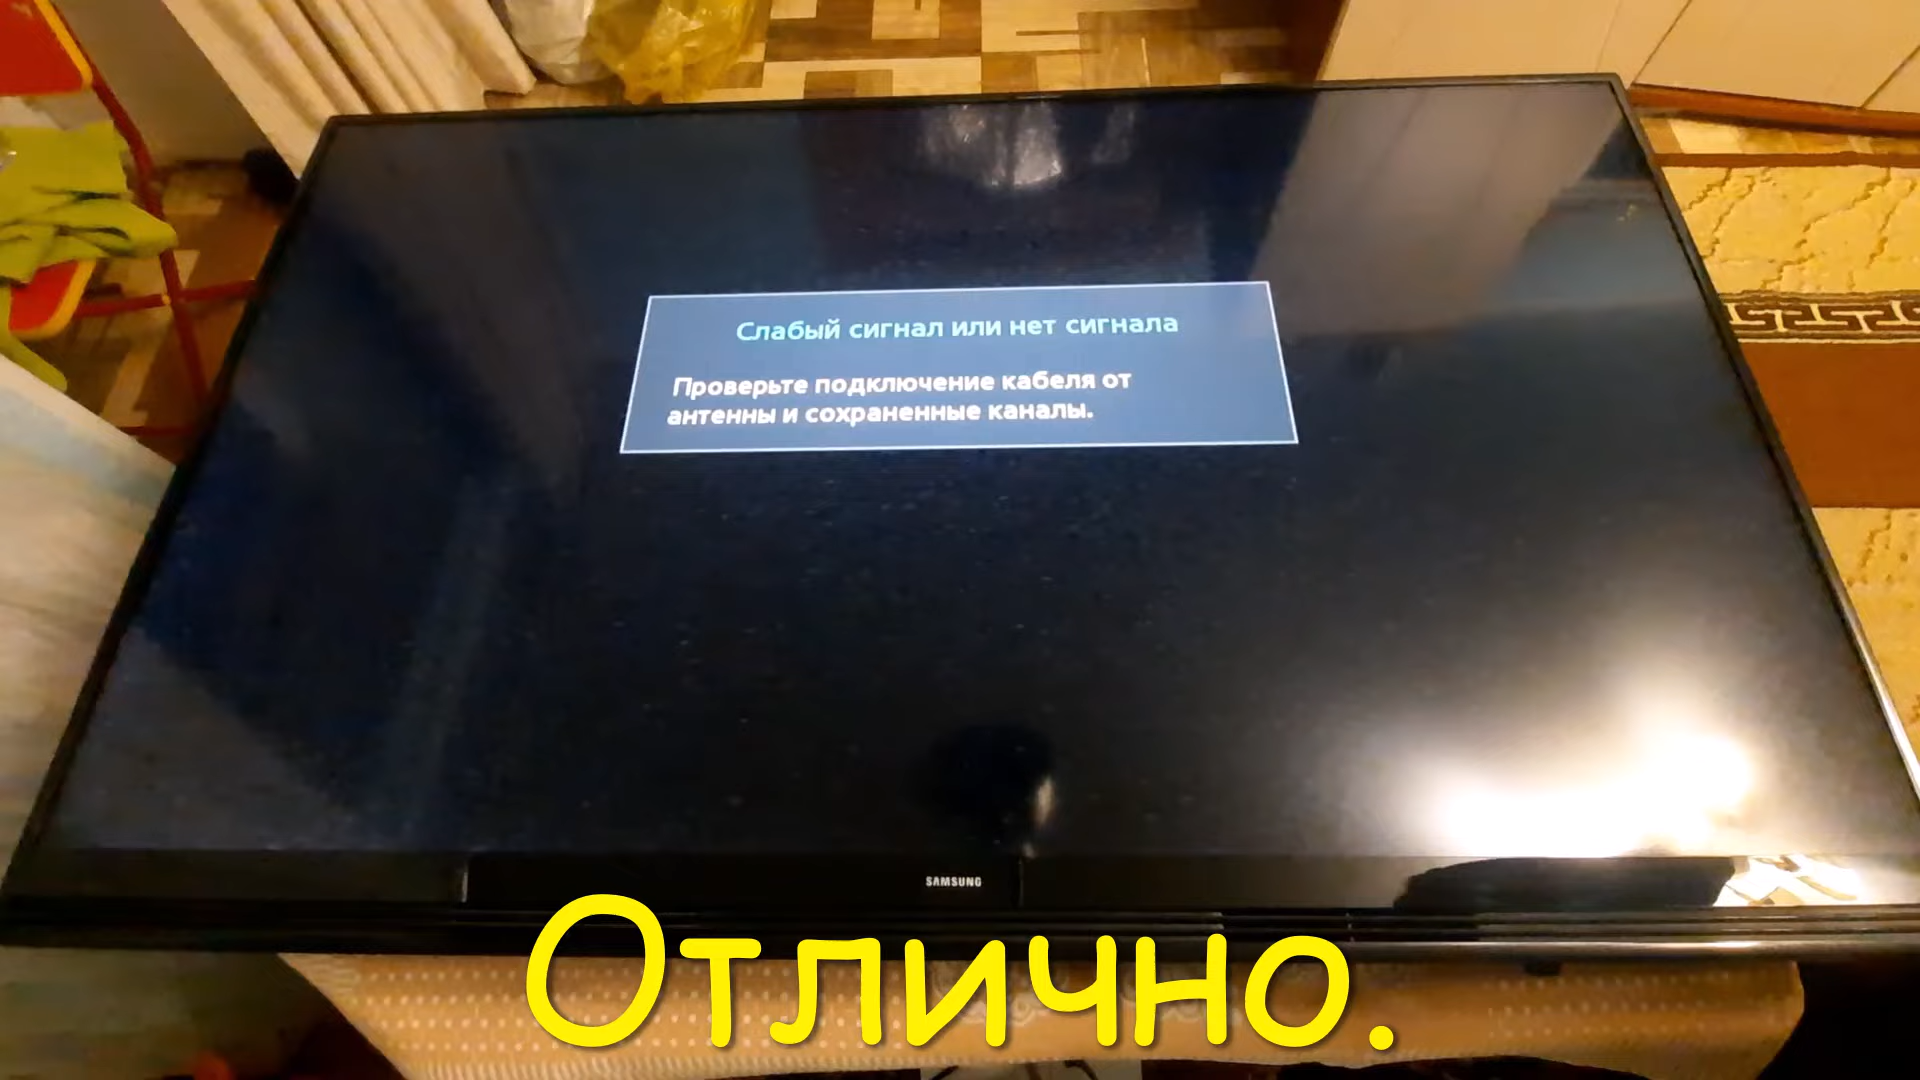 Слабый сигнал или нет сигнала
Проверьте подключение кабеля от
антенны и сохраненные каналы.
SAMSUNG
Отлично.